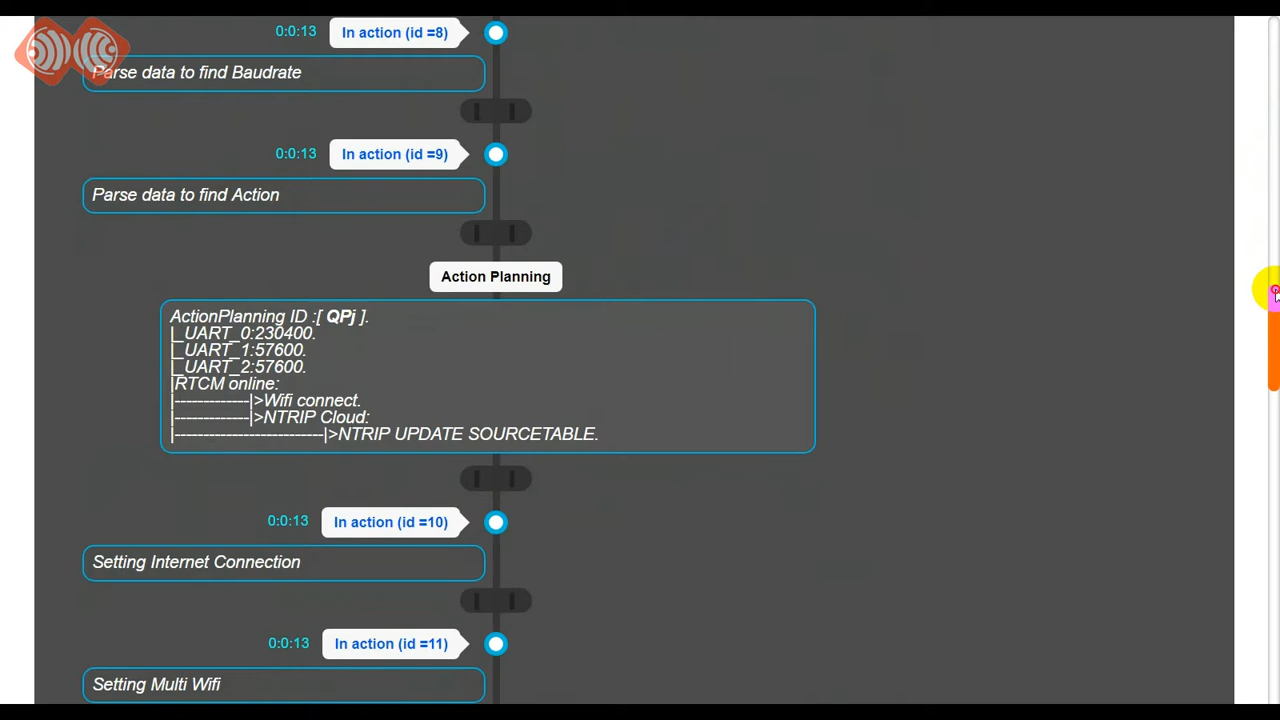 0:0:13 In action (id =8)
Parse data to find Baudrate
0:0:13 In action (id =9)
Parse data to find Action
Action Planning
ActionPlanning ID :[ QPj ].
|_UART_0:230400.
|_UART_1:57600.
|_UART_2:57600.
|RTCM online:
|-------------|>Wifi connect.
|-------------|>NTRIP Cloud:
|--------------------------|>NTRIP UPDATE SOURCETABLE.
0:0:13 In action (id =10)
Setting Internet Connection
0:0:13 In action (id =11)
Setting Multi Wifi